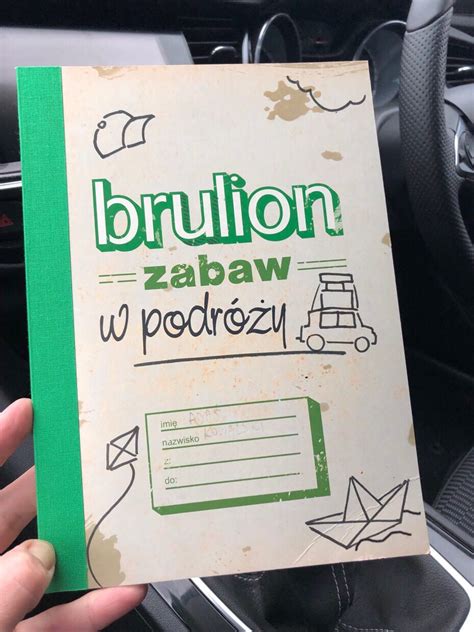 brulion
zabaw
w podróży
imię
nazwisko
z:
do: